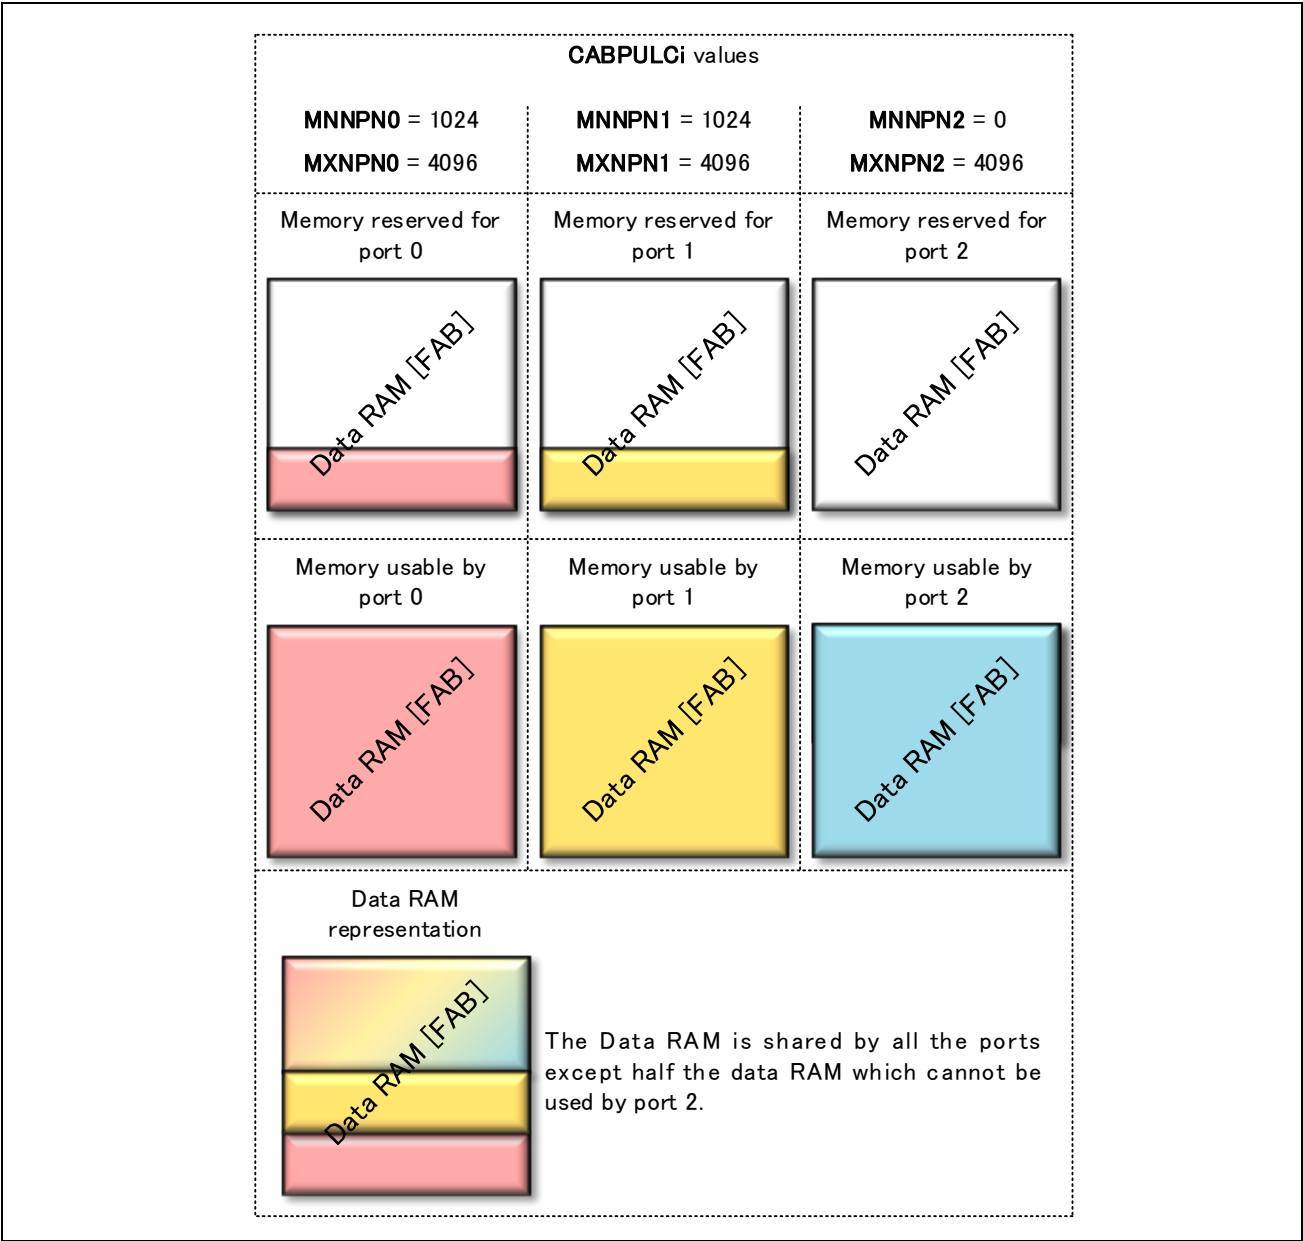 CABPULCi values
MNNPN0 = 1024
MNNPN1 = 1024
MNNPN2 = 0
MXNPN0 = 4096
MXNPN1 = 4096
MXNPN2 = 4096
Memory reserved for
port 0
Memory reserved for
port 1
Memory reserved for
port 2
Data RAM [FAB]
Data RAM [FAB]
Data RAM [FAB]
Memory usable by
port 0
Memory usable by
port 1
Memory usable by
port 2
Data RAM [FAB]
Data RAM [FAB]
Data RAM [FAB]
Data RAM
representation
Data RAM [FAB]
The Data RAM is shared by all the ports
except half the data RAM which cannot be
used by port 2.